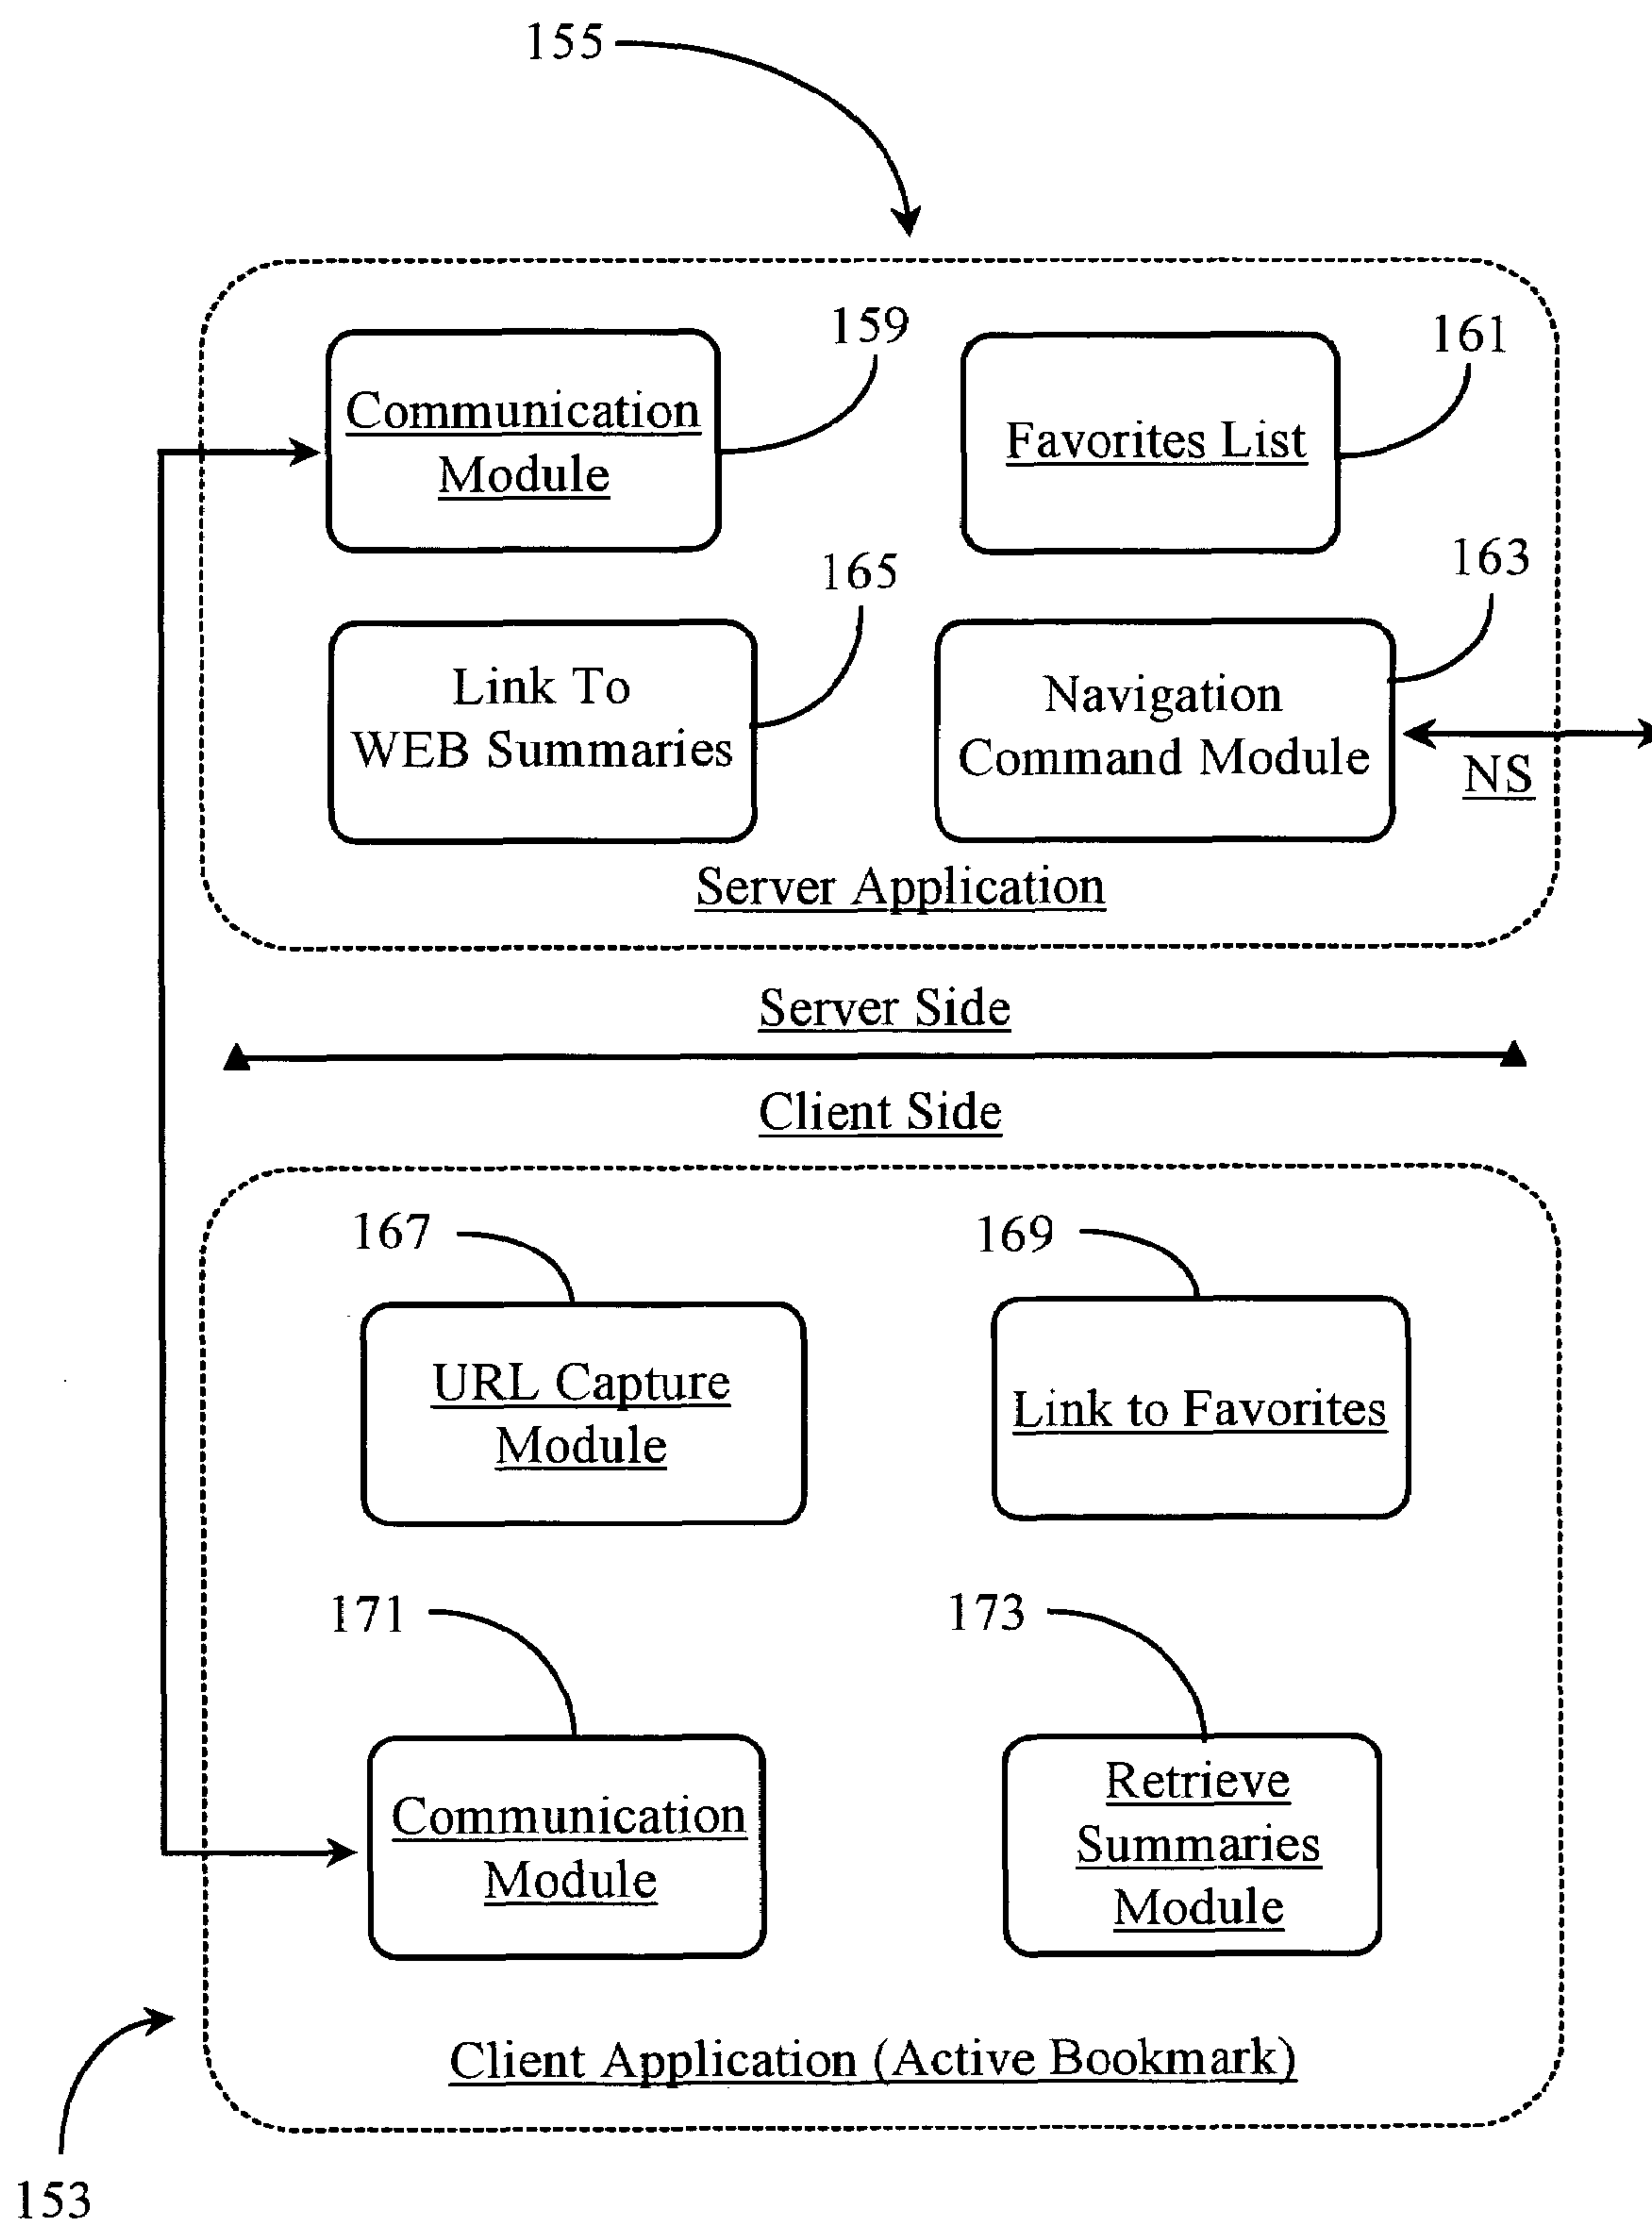 155
159
161
Communication
Module
Favorites List
165
163
Link To
WEB Summaries
Navigation
Command Module
NS
Server Application
Server Side
Client Side
167
169
URL Capture
Module
Link to Favorites
171
173
Communication
Module
Retrieve
Summaries
Module
Client Application (Active Bookmark)
153